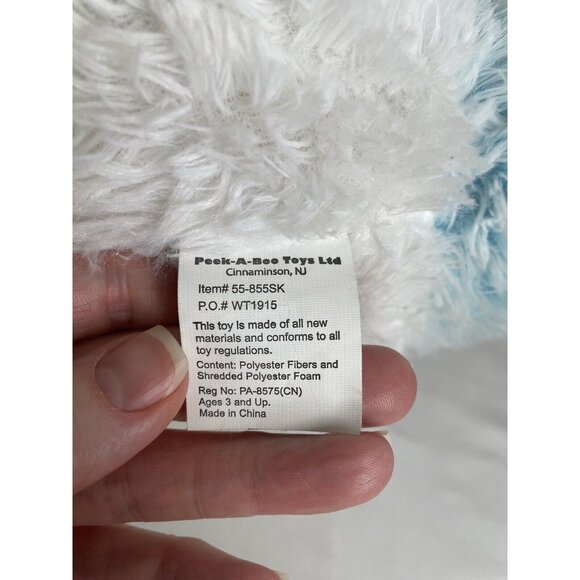 Peek-A-Boo Toys Ltd
Cinnaminson, NJ
Item# 55-855SK
P.O.# WT1915
This toy is made of all new
materials and conforms to all
toy regulations.
Content: Polyester Fibers and
Shredded Polyester Foam
Reg No: PA-8575(CN)
Ages 3 and Up.
Made in China